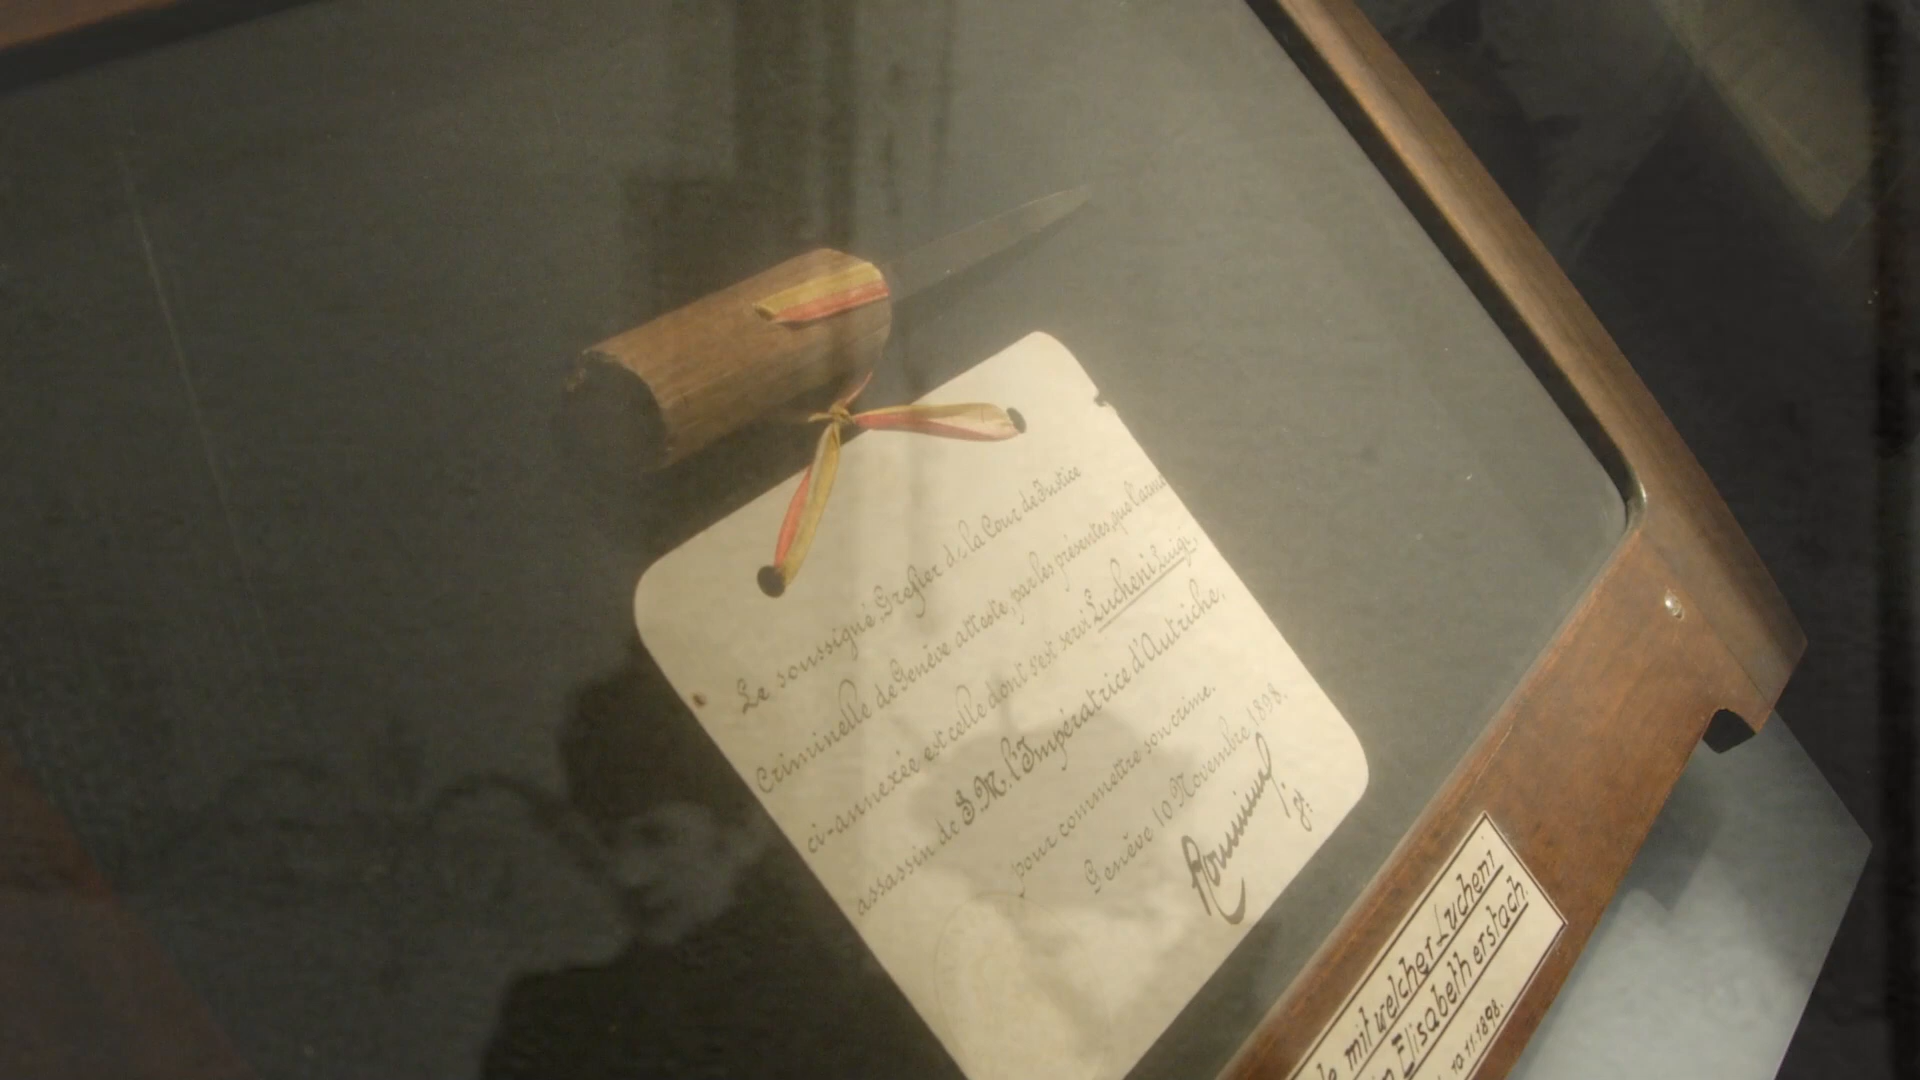 Le soussigné, Greffier de la Cour de Justice
Criminelle de Genève atteste, par les présentes, que l'arme
ci-annexée est celle dont s'est servi Lucheni Luigi,
assassin de S. M. l'Impératrice d'Autriche,
pour commettre son crime.
Genève 10 Novembre 1898.
mit welcher Lucheni
Elisabeth erstach.
10.11.1898.